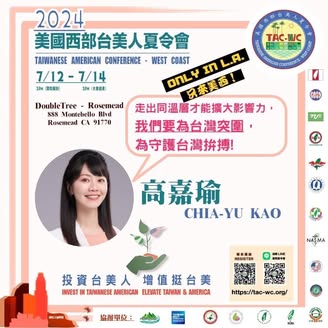 2024
美國西部台美人夏令會
TAIWANESE AMERICAN CONFERENCE - WEST COAST
TAC-WC
7/12 - 7/14
DoubleTree - Rosemead
888 Montebello Blvd
Rosemead CA 91770
ONLY IN L.A.
只來美西!
走出同溫層才能擴大影響力,
我們要為台灣突圍,
為守護台灣拚搏!
高嘉瑜
CHIA-YU KAO
投資台美人 增值挺台美
INVEST IN TAIWANESE AMERICAN ELEVATE TAIWAN & AMERICA
https://tac-wc.org/
協辦單位: